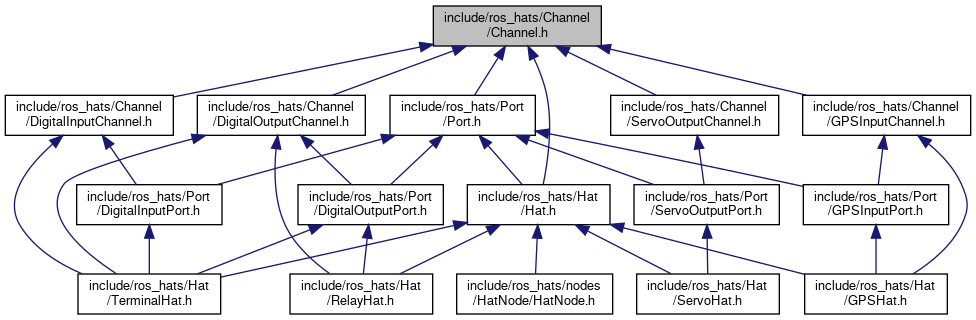 include/ros_hats/Channel
/Channel.h
include/ros_hats/Channel
/DigitalInputChannel.h
include/ros_hats/Channel
/DigitalOutputChannel.h
include/ros_hats/Port
/Port.h
include/ros_hats/Channel
/ServoOutputChannel.h
include/ros_hats/Channel
/GPSInputChannel.h
include/ros_hats/Port
/DigitalInputPort.h
include/ros_hats/Port
/DigitalOutputPort.h
include/ros_hats/Hat
/Hat.h
include/ros_hats/Port
/ServoOutputPort.h
include/ros_hats/Port
/GPSInputPort.h
include/ros_hats/Hat
/TerminalHat.h
include/ros_hats/Hat
/RelayHat.h
include/ros_hats/nodes
/HatNode/HatNode.h
include/ros_hats/Hat
/ServoHat.h
include/ros_hats/Hat
/GPSHat.h